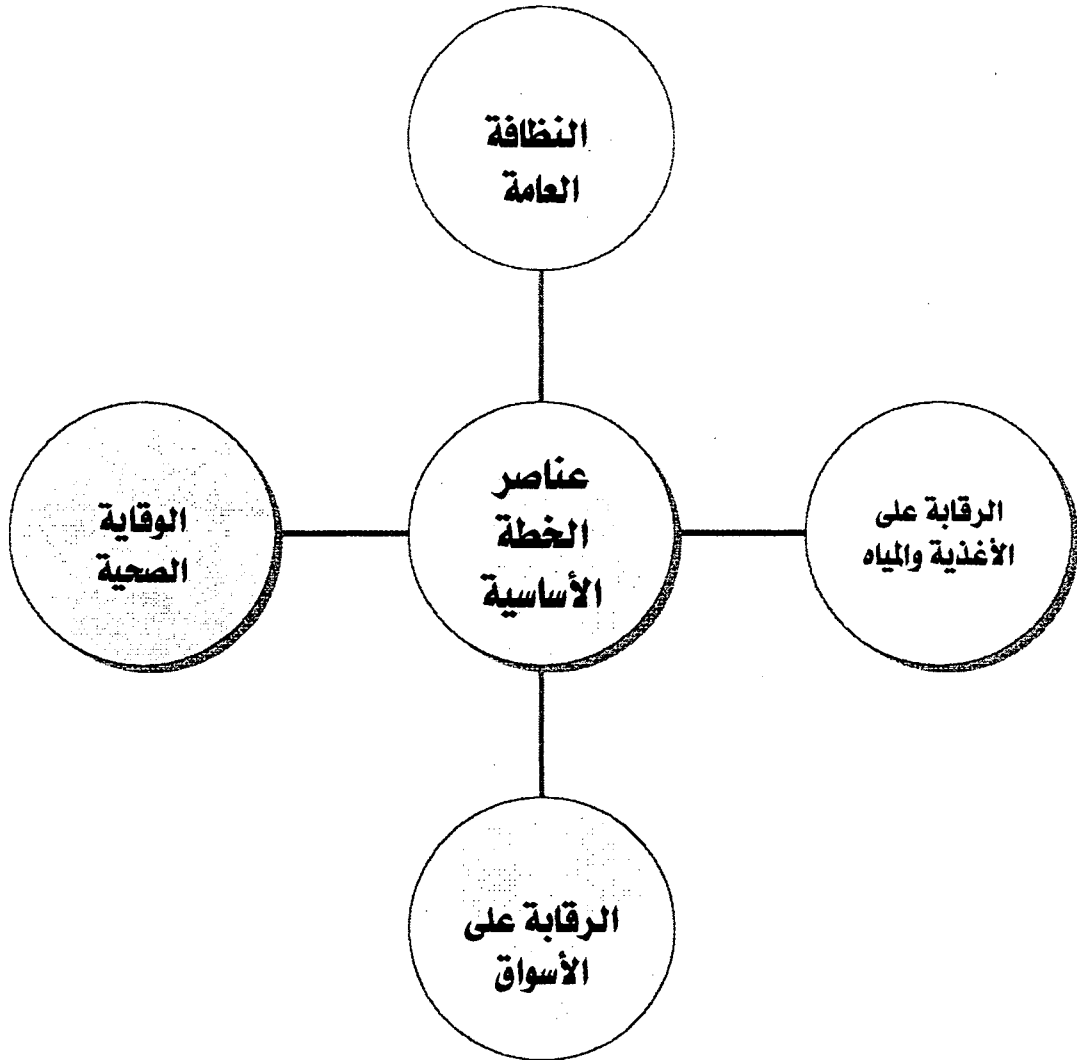 النظافة
العامة
الرقابة على
الأغذية والمياه
عناصر
الخطة
الأساسية
الوقاية
الصحية
الرقابة على
الأسواق